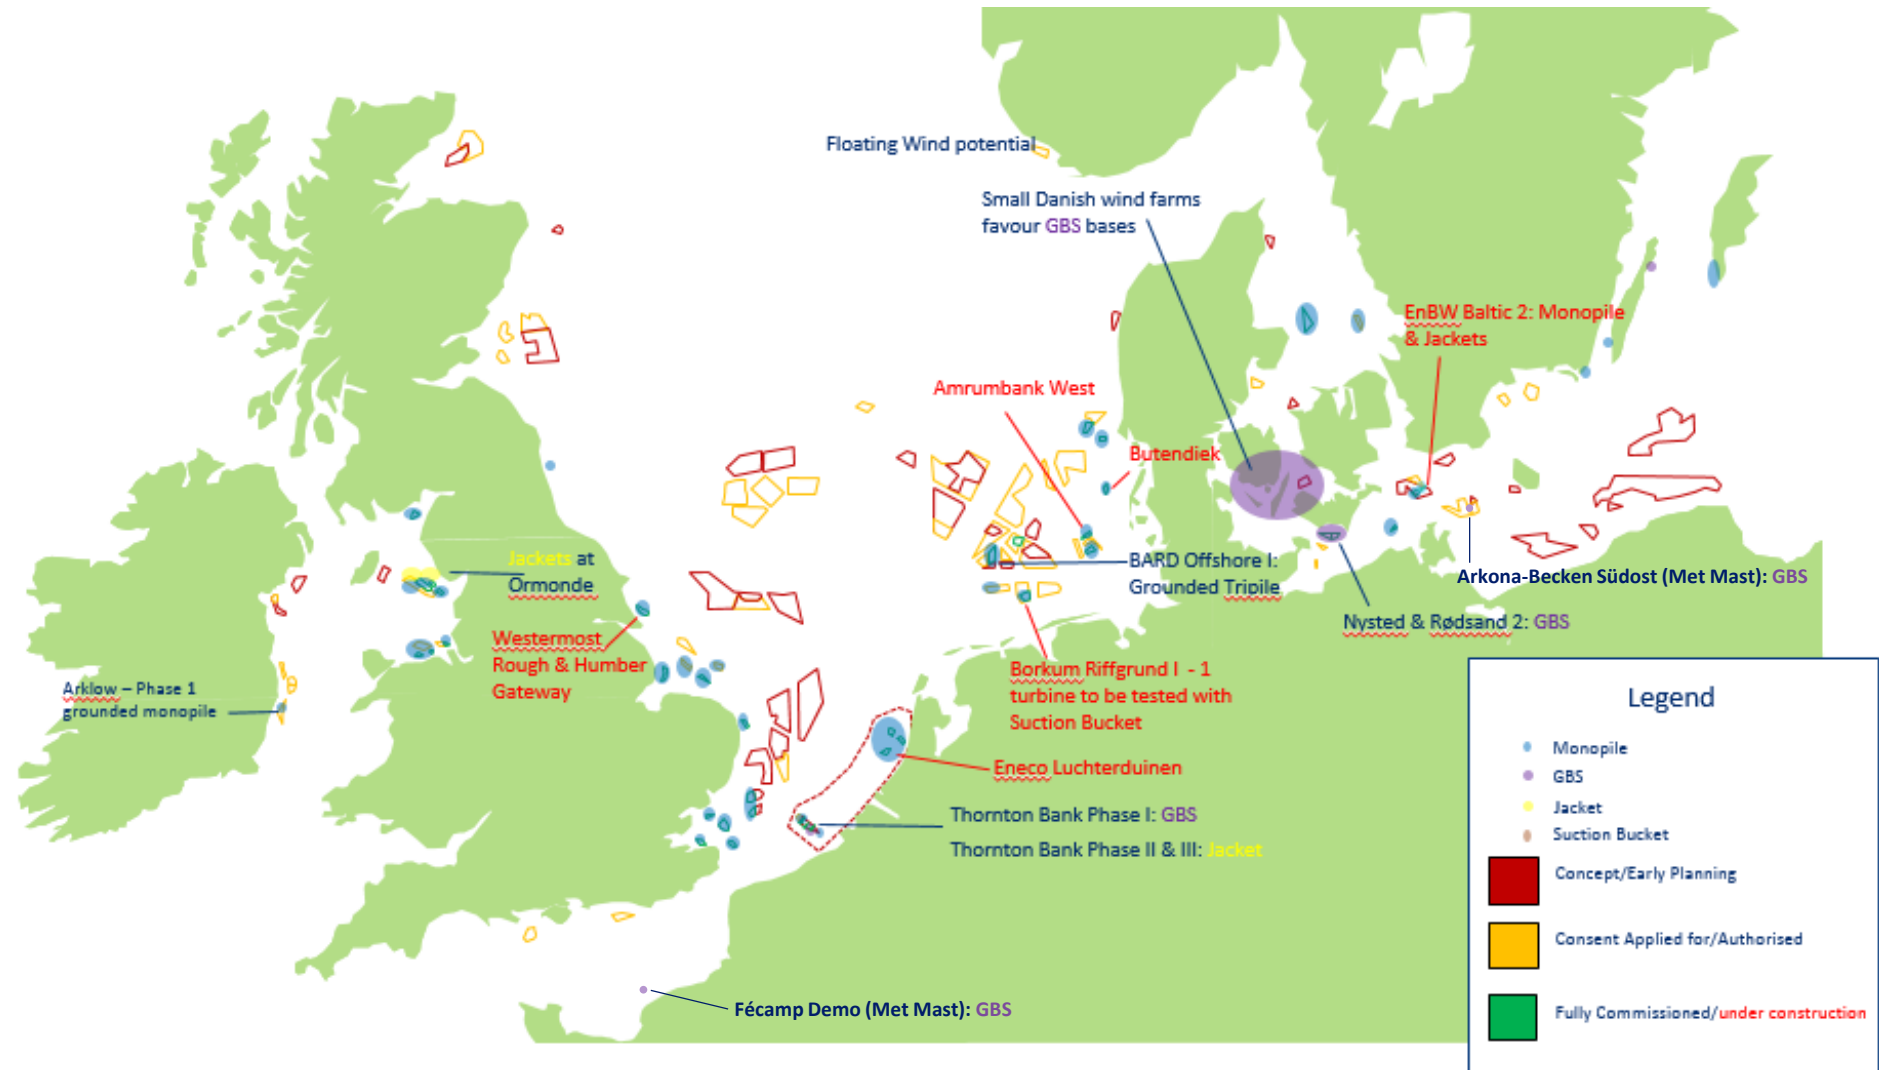 Floating Wind potential
Small Danish wind farms
favour GBS bases
EnBW Baltic 2: Monopile
& Jackets
Amrumbank West
Butendiek
Jackets at
Ormonde
BARD Offshore I:
Grounded Tripile
Arkona-Becken Südost (Met Mast): GBS
Nysted & Rødsand 2: GBS
Westermost
Rough & Humber
Gateway
Borkum Riffgrund I - 1
turbine to be tested with
Suction Bucket
Arklow – Phase 1
grounded monopile
Eneco Luchterduinen
Thornton Bank Phase I: GBS
Thornton Bank Phase II & III: Jacket
Fécamp Demo (Met Mast): GBS
Legend
Monopile
GBS
Jacket
Suction Bucket
Concept/Early Planning
Consent Applied for/Authorised
Fully Commissioned/under construction